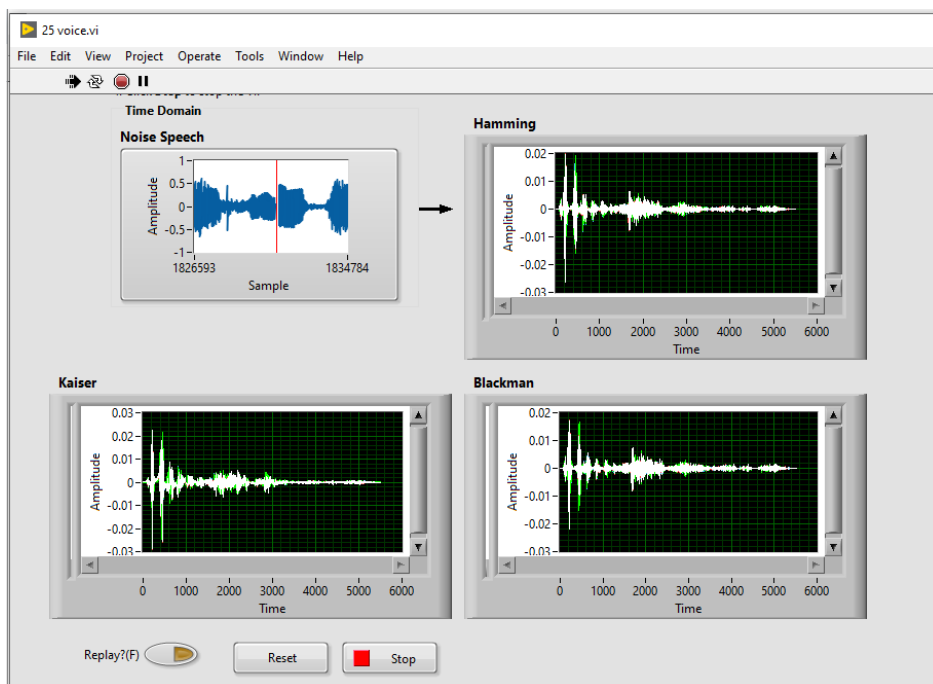 25 voice.vi
File Edit View Project Operate Tools Window Help
Time Domain
Noise Speech
Amplitude
1
0.5
0
-0.5
-1
1826593 1834784
Sample
Hamming
Amplitude
0.02
0.01
0
-0.01
-0.02
-0.03
0 1000 2000 3000 4000 5000 6000
Time
Kaiser
Amplitude
0.03
0.02
0.01
0
-0.01
-0.02
-0.03
0 1000 2000 3000 4000 5000 6000
Time
Blackman
Amplitude
0.02
0.01
0
-0.01
-0.02
-0.03
0 1000 2000 3000 4000 5000 6000
Time
Replay?(F) Reset Stop